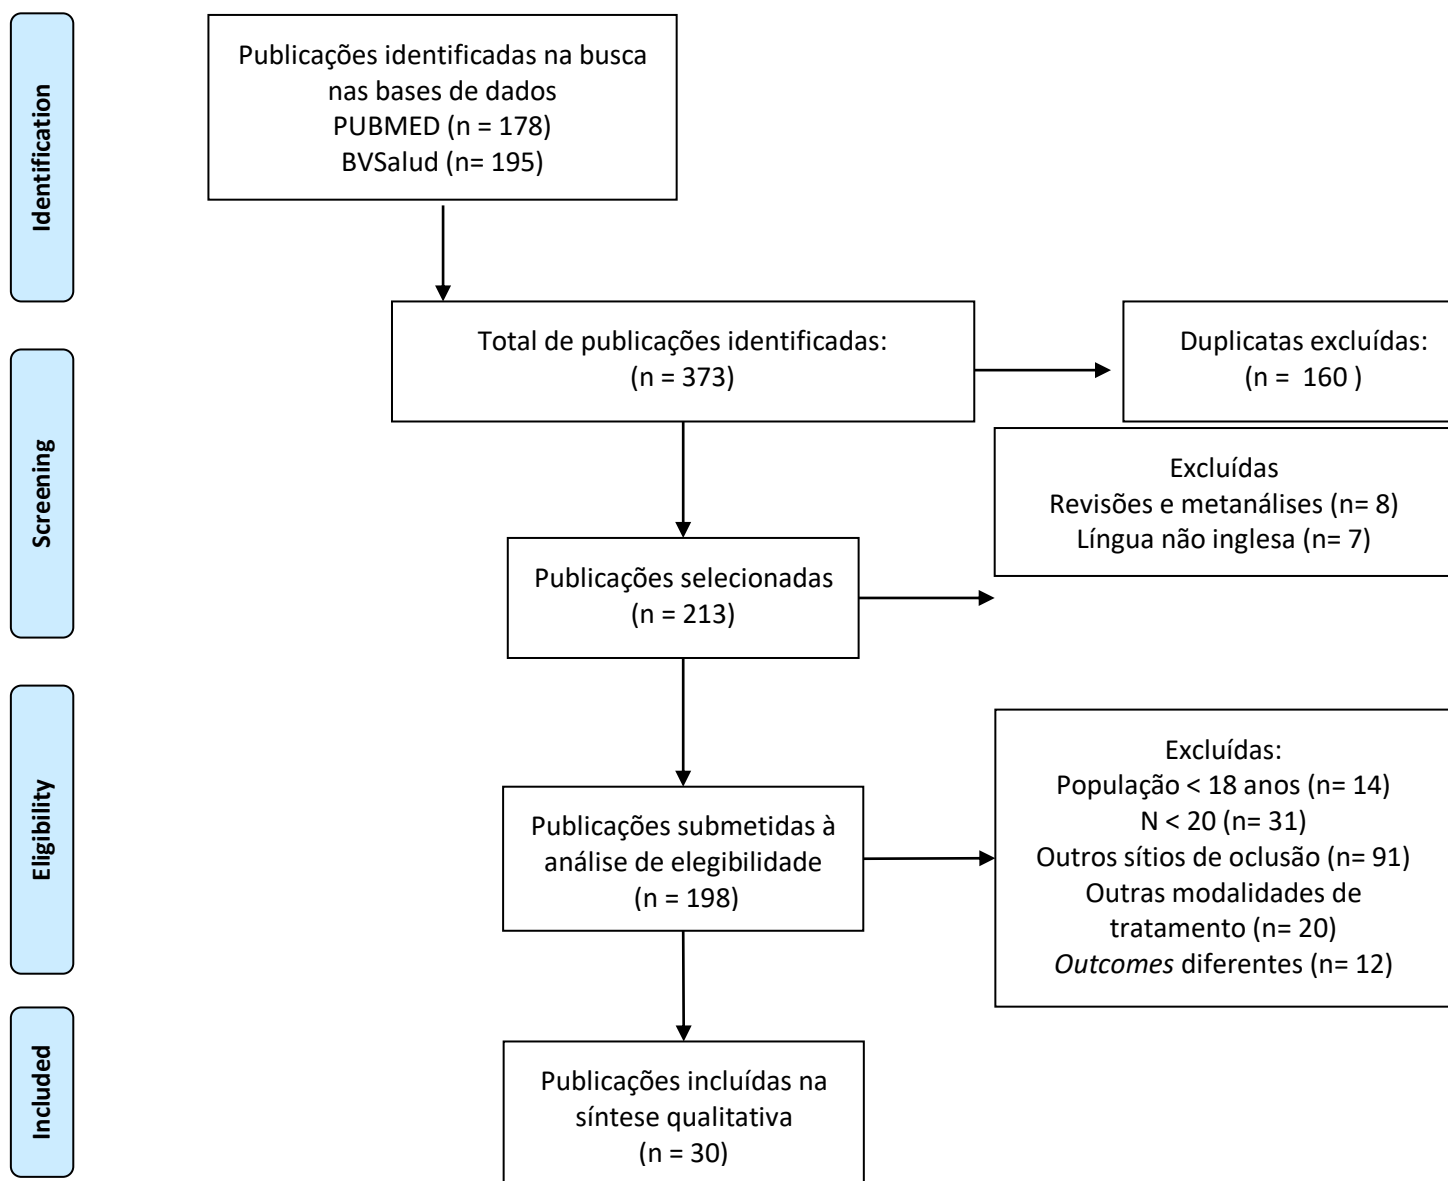 Identification
Publicações identificadas na busca
nas bases de dados
PUBMED (n = 178)
BVSalud (n= 195)
Total de publicações identificadas:
(n = 373)
Duplicatas excluídas:
(n =  160 )
Screening
Excluídas
Revisões e metanálises (n= 8)
Língua não inglesa (n= 7)
Publicações selecionadas
(n = 213)
Eligibility
Publicações submetidas à
análise de elegibilidade
(n = 198)
Excluídas:
População < 18 anos (n= 14)
N < 20 (n= 31)
Outros sítios de oclusão (n= 91)
Outras modalidades de
tratamento (n= 20)
Outcomes diferentes (n= 12)
Included
Publicações incluídas na
síntese qualitativa
(n = 30)